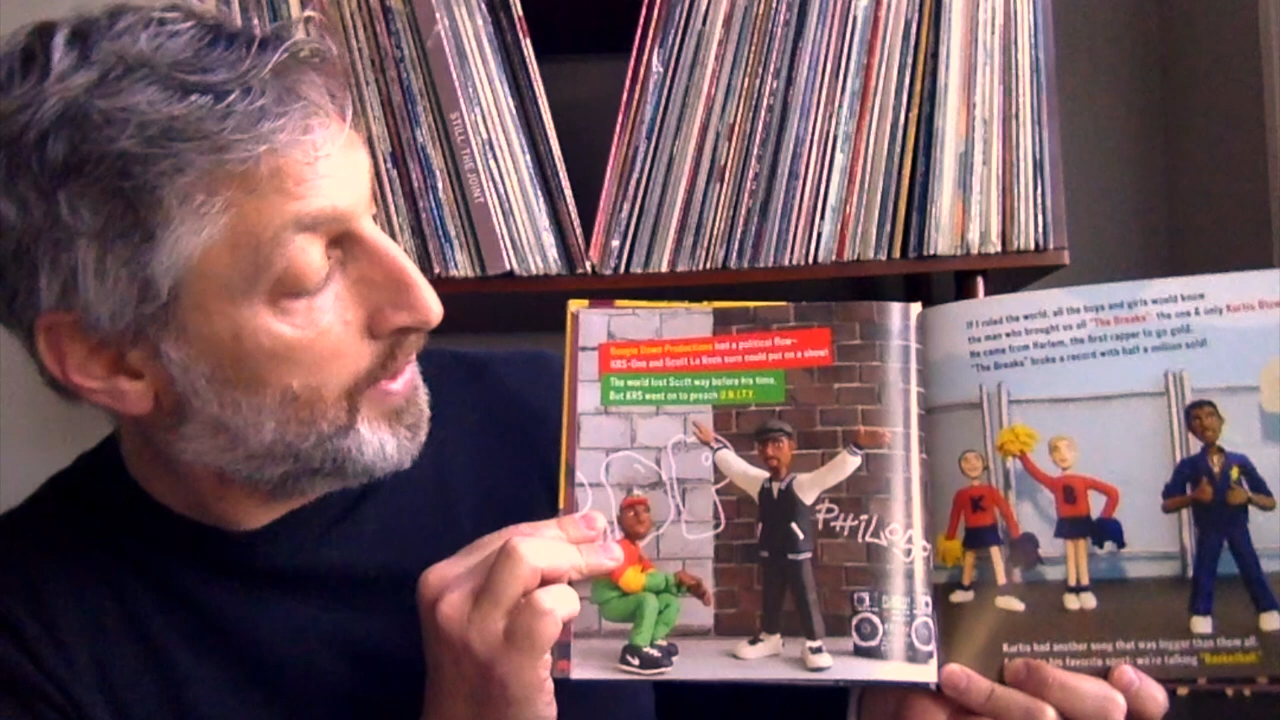 STILL THE JOINT
Boogie Down Productions had a political flow–
KRS-One and Scott La Rock sure could put on a show!
The world lost Scott way before his time,
But KRS went on to preach U.N.I.T.Y.
PHILOSO
If I ruled the world, all the boys and girls would know
the man who brought us all "The Breaks": the one & only Kurtis Blow
He came from Harlem, the first rapper to go gold.
"The Breaks" broke a record with half a million sold!
K
B
Kurtis had another song that was bigger than them all.
his favorite sport: we're talking "Basketball."